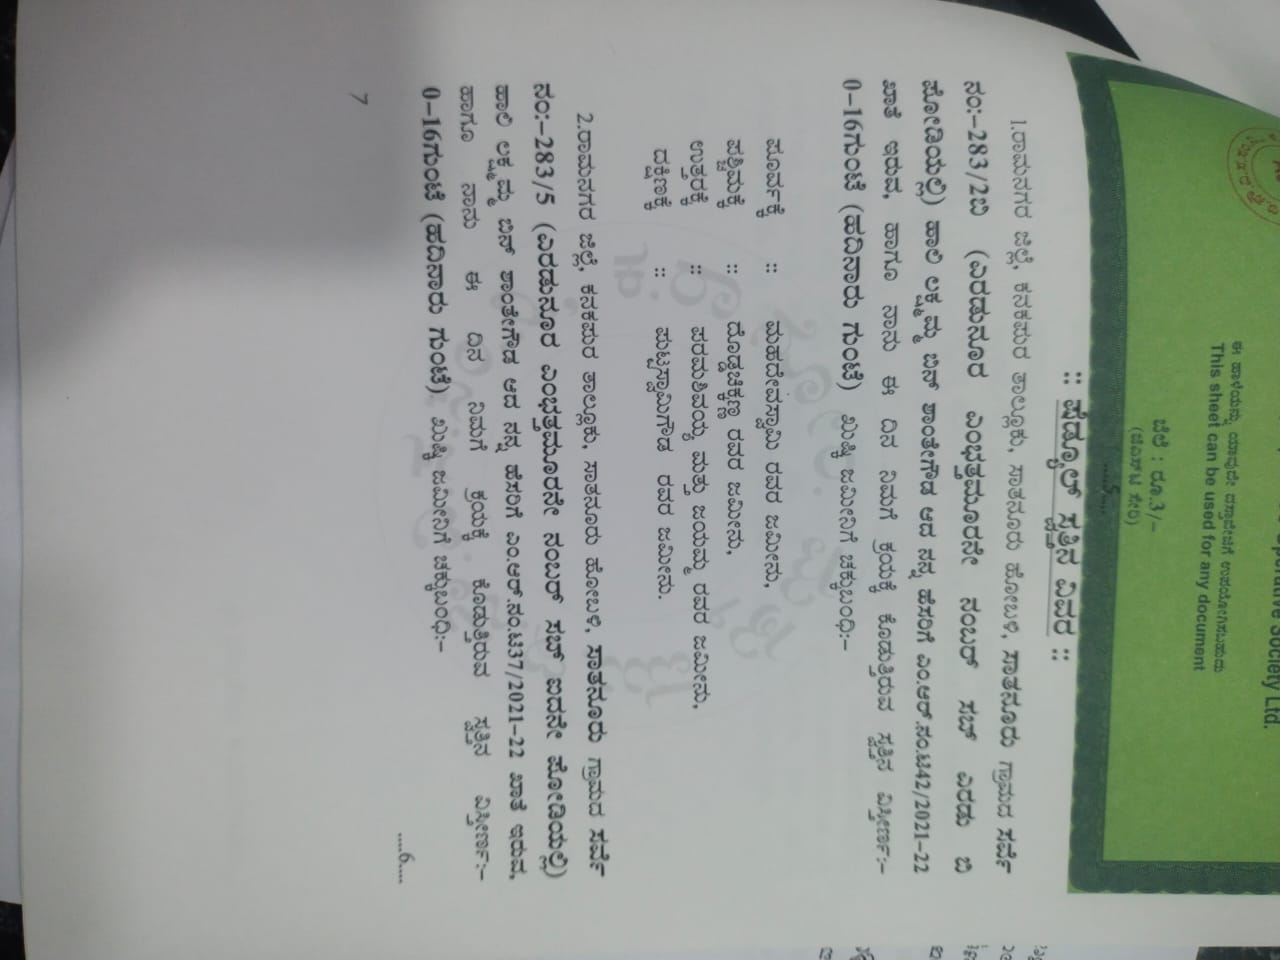 Operative Society Ltd.
ಈ ಹಾಳೆಯನ್ನು ಯಾವುದೇ ದಸ್ತಾವೇಜಿಗೆ ಉಪಯೋಗಿಸಬಹುದು
This sheet can be used for any document
ಬೆಲೆ : ರೂ.3/–
(ಜಿಎಸ್‌ಟಿ ಸೇರಿ)
....5....
:: ಷೆಡ್ಯೂಲ್ ಸ್ವತ್ತಿನ ವಿವರ ::
1.ರಾಮನಗರ ಜಿಲ್ಲೆ, ಕನಕಪುರ ತಾಲ್ಲೂಕು, ಸಾತನೂರು ಹೋಬಳಿ, ಸಾತನೂರು ಗ್ರಾಮದ ಸರ್ವೆ
ನಂ:–283/2ಬಿ (ಎರಡುನೂರ ಎಂಭತ್ತಮೂರನೇ ನಂಬರ್ ಸಬ್ ಎರಡು ಬಿ
ಪೋಡಿಯಲ್ಲಿ) ಹಾಲಿ ಲಕ್ಷ್ಮಮ್ಮ ಬಿನ್ ಶಾಂತೇಗೌಡ ಆದ ನನ್ನ ಹೆಸರಿಗೆ ಎಂ.ಆರ್.ನಂ.ಟಿ42/2021–22
ಖಾತೆ ಇರುವ, ಹಾಗೂ ನಾನು ಈ ದಿನ ನಿಮಗೆ ಕ್ರಯಕ್ಕೆ ಕೊಡುತ್ತಿರುವ ಸ್ವತ್ತಿನ ವಿಸ್ತೀರ್ಣ:–
0–16ಗುಂಟೆ (ಹದಿನಾರು ಗುಂಟೆ) ಖುಷ್ಕಿ ಜಮೀನಿಗೆ ಚಕ್ಕುಬಂಧಿ:–
ಪೂರ್ವಕ್ಕೆ :: ಮಹದೇವಸ್ವಾಮಿ ರವರ ಜಮೀನು,
ಪಶ್ಚಿಮಕ್ಕೆ :: ದೊಡ್ಡಚಿಕ್ಕಣ್ಣ ರವರ ಜಮೀನು,
ಉತ್ತರಕ್ಕೆ :: ಪರಮಶಿವಯ್ಯ ಮತ್ತು ಜಯಮ್ಮ ರವರ ಜಮೀನು,
ದಕ್ಷಿಣಕ್ಕೆ :: ಪುಟ್ಟಸ್ವಾಮಿಗೌಡ ರವರ ಜಮೀನು.
2.ರಾಮನಗರ ಜಿಲ್ಲೆ, ಕನಕಪುರ ತಾಲ್ಲೂಕು, ಸಾತನೂರು ಹೋಬಳಿ, ಸಾತನೂರು ಗ್ರಾಮದ ಸರ್ವೆ
ನಂ:–283/5 (ಎರಡುನೂರ ಎಂಭತ್ತಮೂರನೇ ನಂಬರ್ ಸಬ್ ಐದನೇ ಪೋಡಿಯಲ್ಲಿ)
ಹಾಲಿ ಲಕ್ಷ್ಮಮ್ಮ ಬಿನ್ ಶಾಂತೇಗೌಡ ಆದ ನನ್ನ ಹೆಸರಿಗೆ ಎಂ.ಆರ್.ನಂ.ಟಿ37/2021–22 ಖಾತೆ ಇರುವ,
ಹಾಗೂ ನಾನು ಈ ದಿನ ನಿಮಗೆ ಕ್ರಯಕ್ಕೆ ಕೊಡುತ್ತಿರುವ ಸ್ವತ್ತಿನ ವಿಸ್ತೀರ್ಣ:–
0–16ಗುಂಟೆ (ಹದಿನಾರು ಗುಂಟೆ) ಖುಷ್ಕಿ ಜಮೀನಿಗೆ ಚಕ್ಕುಬಂಧಿ:–
....6....
7